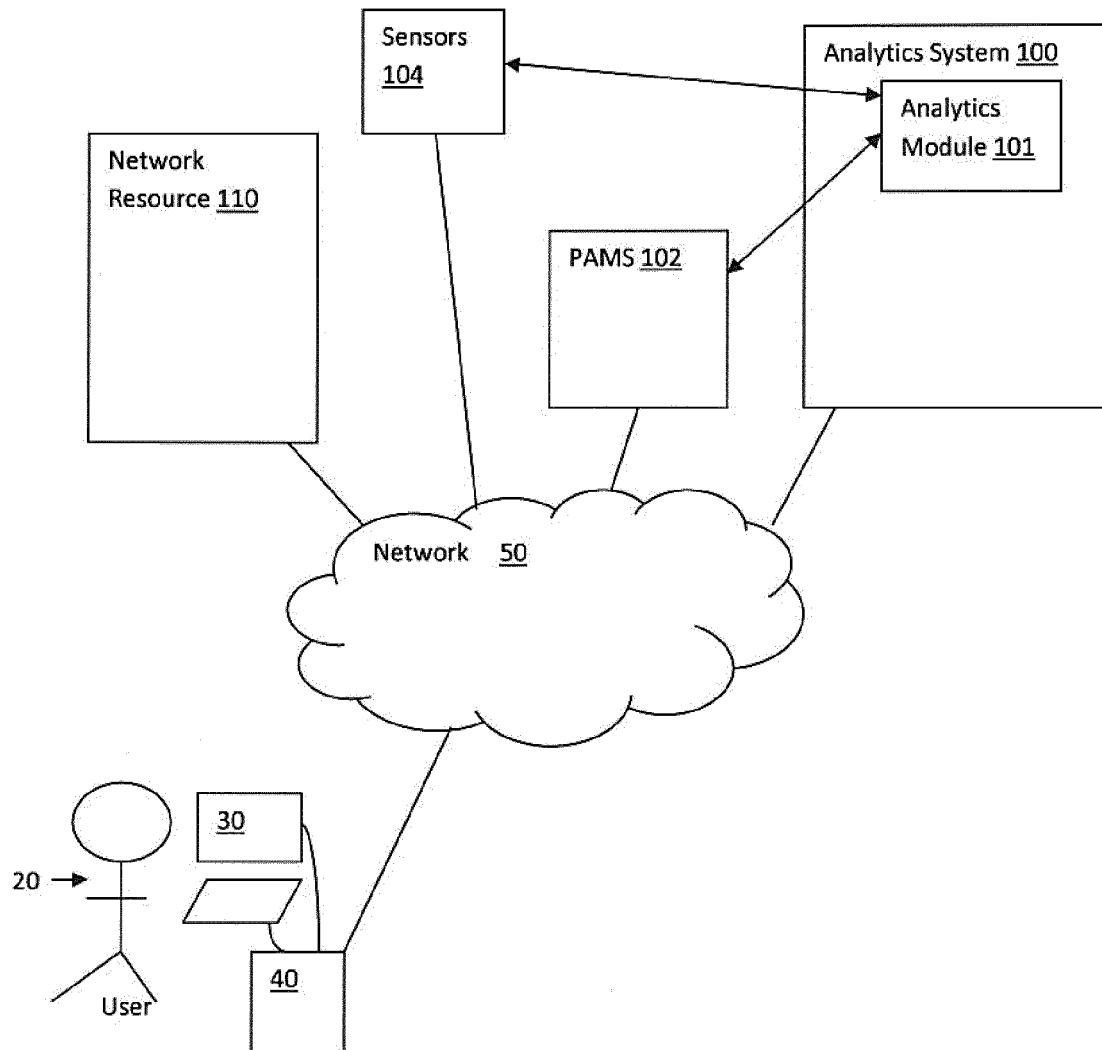 Sensors
104
Analytics System 100
Analytics
Module 101
Network
Resource 110
PAMS 102
Network 50
30
20
40
User